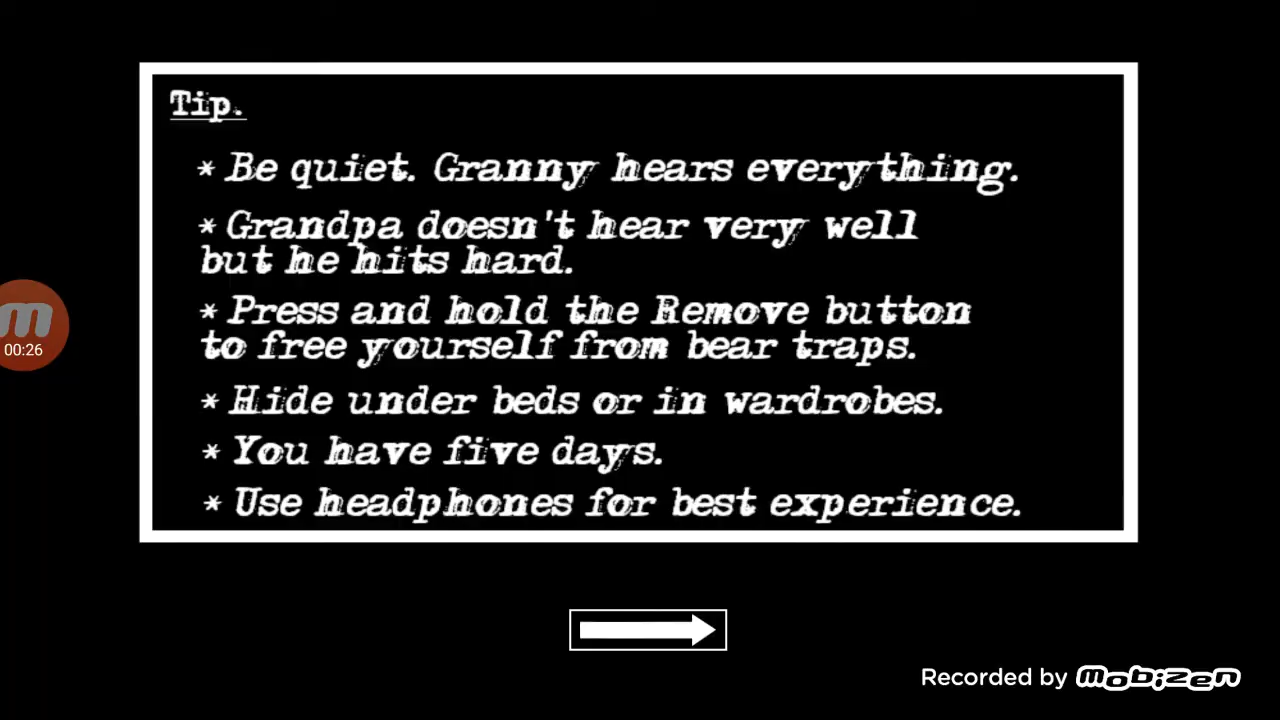 Tip.
* Be quiet. Granny hears everything.
* Grandpa doesn't hear very well
but he hits hard.
* Press and hold the Remove button
to free yourself from bear traps.
* Hide under beds or in wardrobes.
* You have five days.
* Use headphones for best experience.
m
00:26
Recorded by mobizen